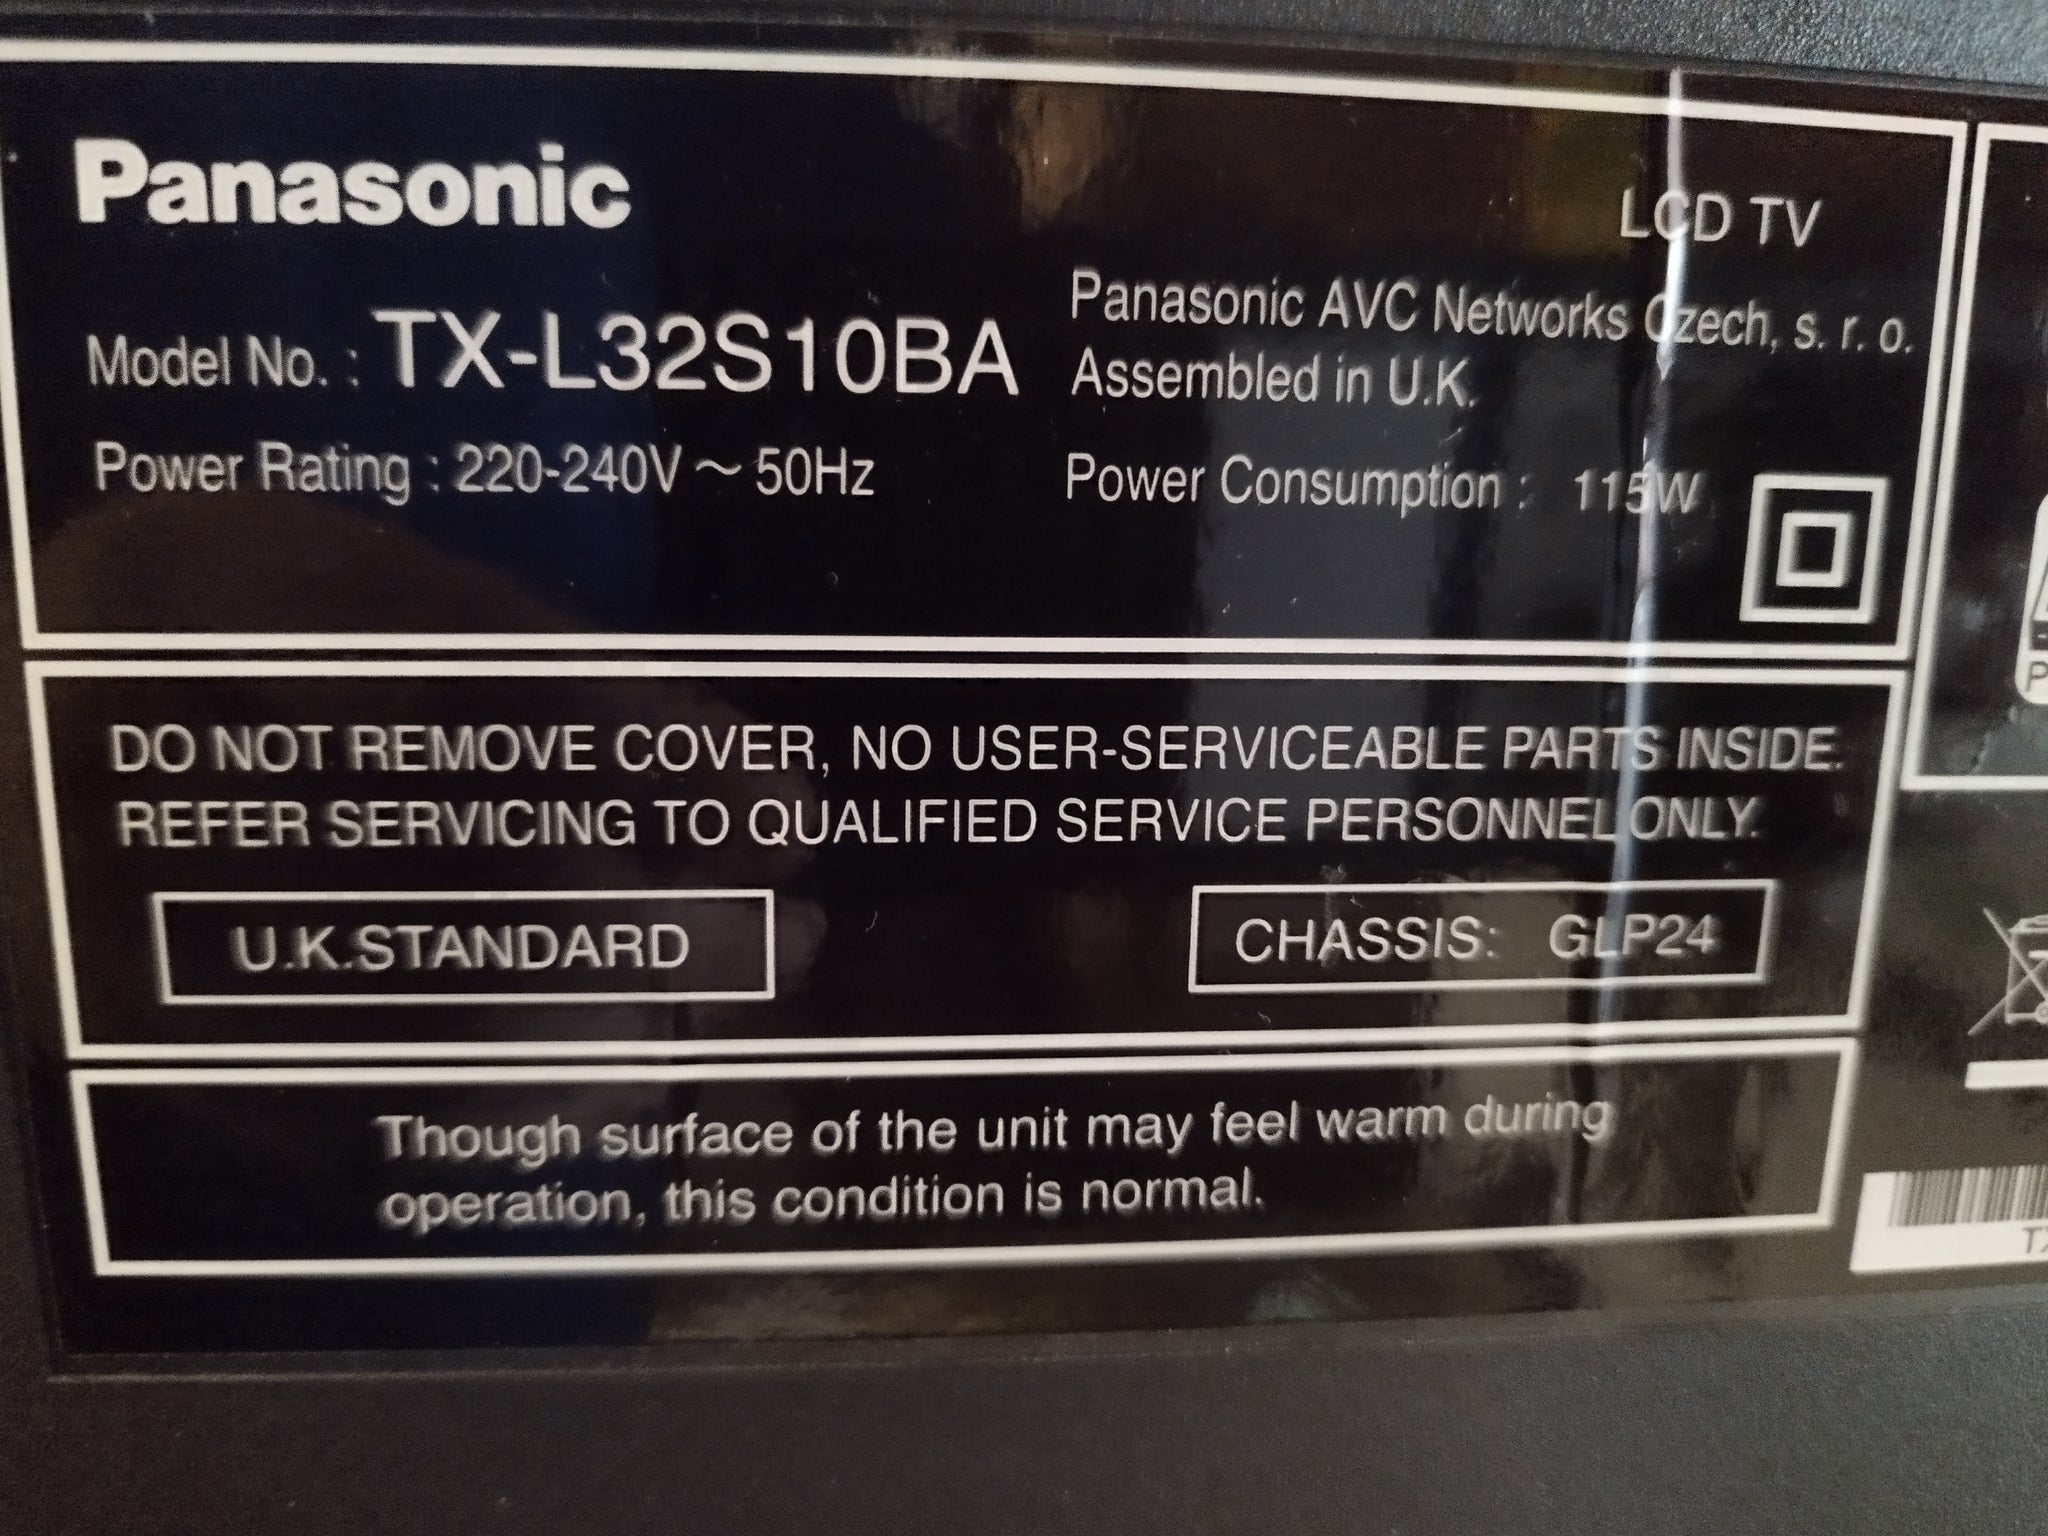 Panasonic
LCD TV
Model No. : TX-L32S10BA
Panasonic AVC Networks Czech, s. r. o.
Assembled in U.K.
Power Rating : 220-240V ~ 50Hz
Power Consumption : 115W
DO NOT REMOVE COVER, NO USER-SERVICEABLE PARTS INSIDE.
REFER SERVICING TO QUALIFIED SERVICE PERSONNEL ONLY.
U.K.STANDARD
CHASSIS: GLP24
Though surface of the unit may feel warm during
operation, this condition is normal.